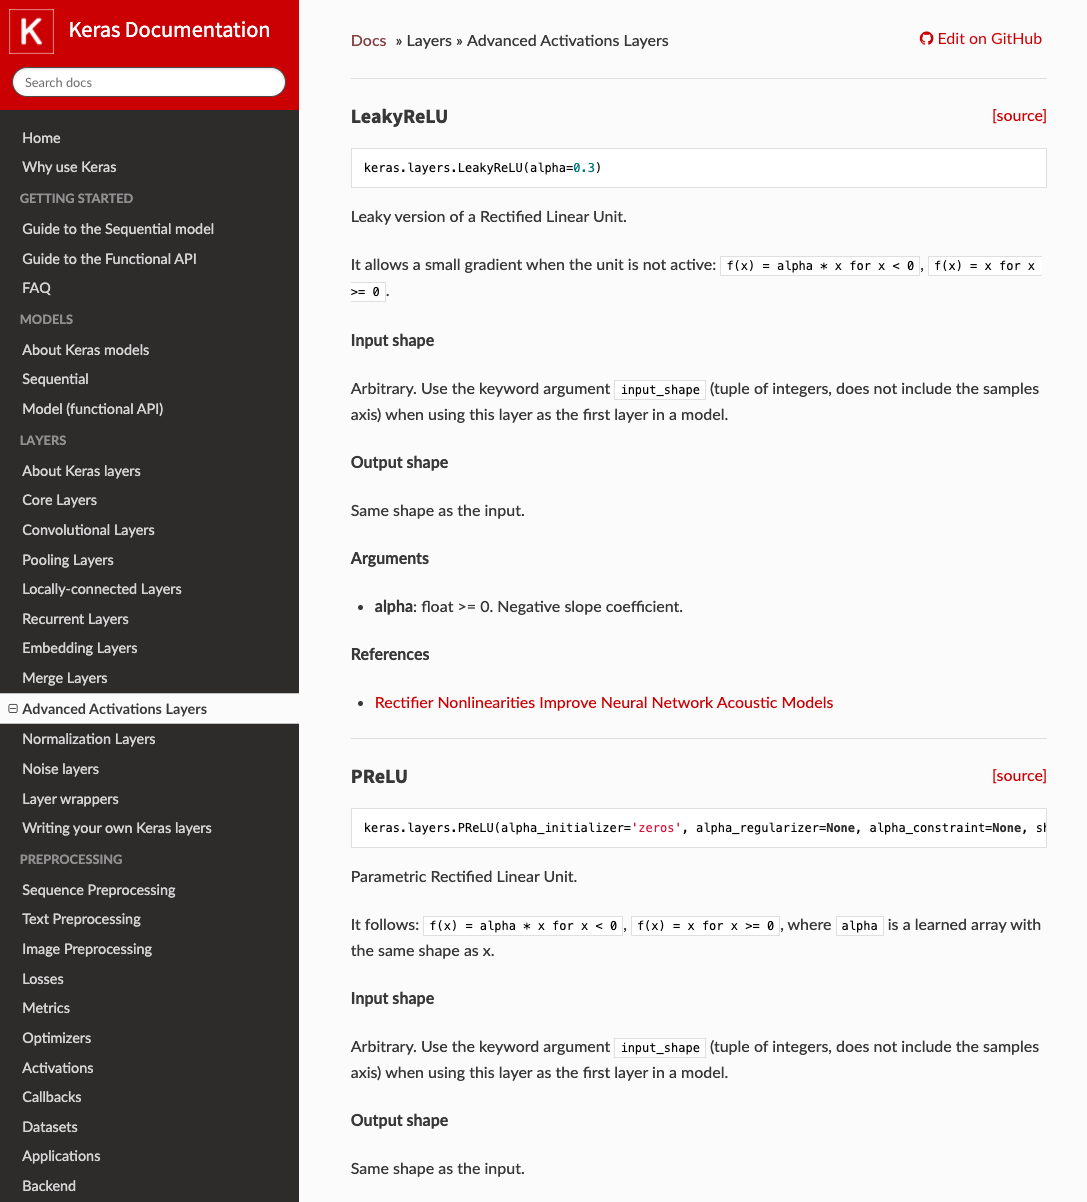 K Keras Documentation
Search docs
Home
Why use Keras
GETTING STARTED
Guide to the Sequential model
Guide to the Functional API
FAQ
MODELS
About Keras models
Sequential
Model (functional API)
LAYERS
About Keras layers
Core Layers
Convolutional Layers
Pooling Layers
Locally-connected Layers
Recurrent Layers
Embedding Layers
Merge Layers
Advanced Activations Layers
Normalization Layers
Noise layers
Layer wrappers
Writing your own Keras layers
PREPROCESSING
Sequence Preprocessing
Text Preprocessing
Image Preprocessing
Losses
Metrics
Optimizers
Activations
Callbacks
Datasets
Applications
Backend
Docs » Layers » Advanced Activations Layers
Edit on GitHub
LeakyReLU
[source]
keras.layers.LeakyReLU(alpha=0.3)
Leaky version of a Rectified Linear Unit.
It allows a small gradient when the unit is not active: f(x) = alpha * x for x < 0, f(x) = x for x
>= 0.
Input shape
Arbitrary. Use the keyword argument input_shape (tuple of integers, does not include the samples
axis) when using this layer as the first layer in a model.
Output shape
Same shape as the input.
Arguments
• alpha: float >= 0. Negative slope coefficient.
References
• Rectifier Nonlinearities Improve Neural Network Acoustic Models
PReLU
[source]
keras.layers.PReLU(alpha_initializer='zeros', alpha_regularizer=None, alpha_constraint=None, sh
Parametric Rectified Linear Unit.
It follows: f(x) = alpha * x for x < 0, f(x) = x for x >= 0, where alpha is a learned array with
the same shape as x.
Input shape
Arbitrary. Use the keyword argument input_shape (tuple of integers, does not include the samples
axis) when using this layer as the first layer in a model.
Output shape
Same shape as the input.